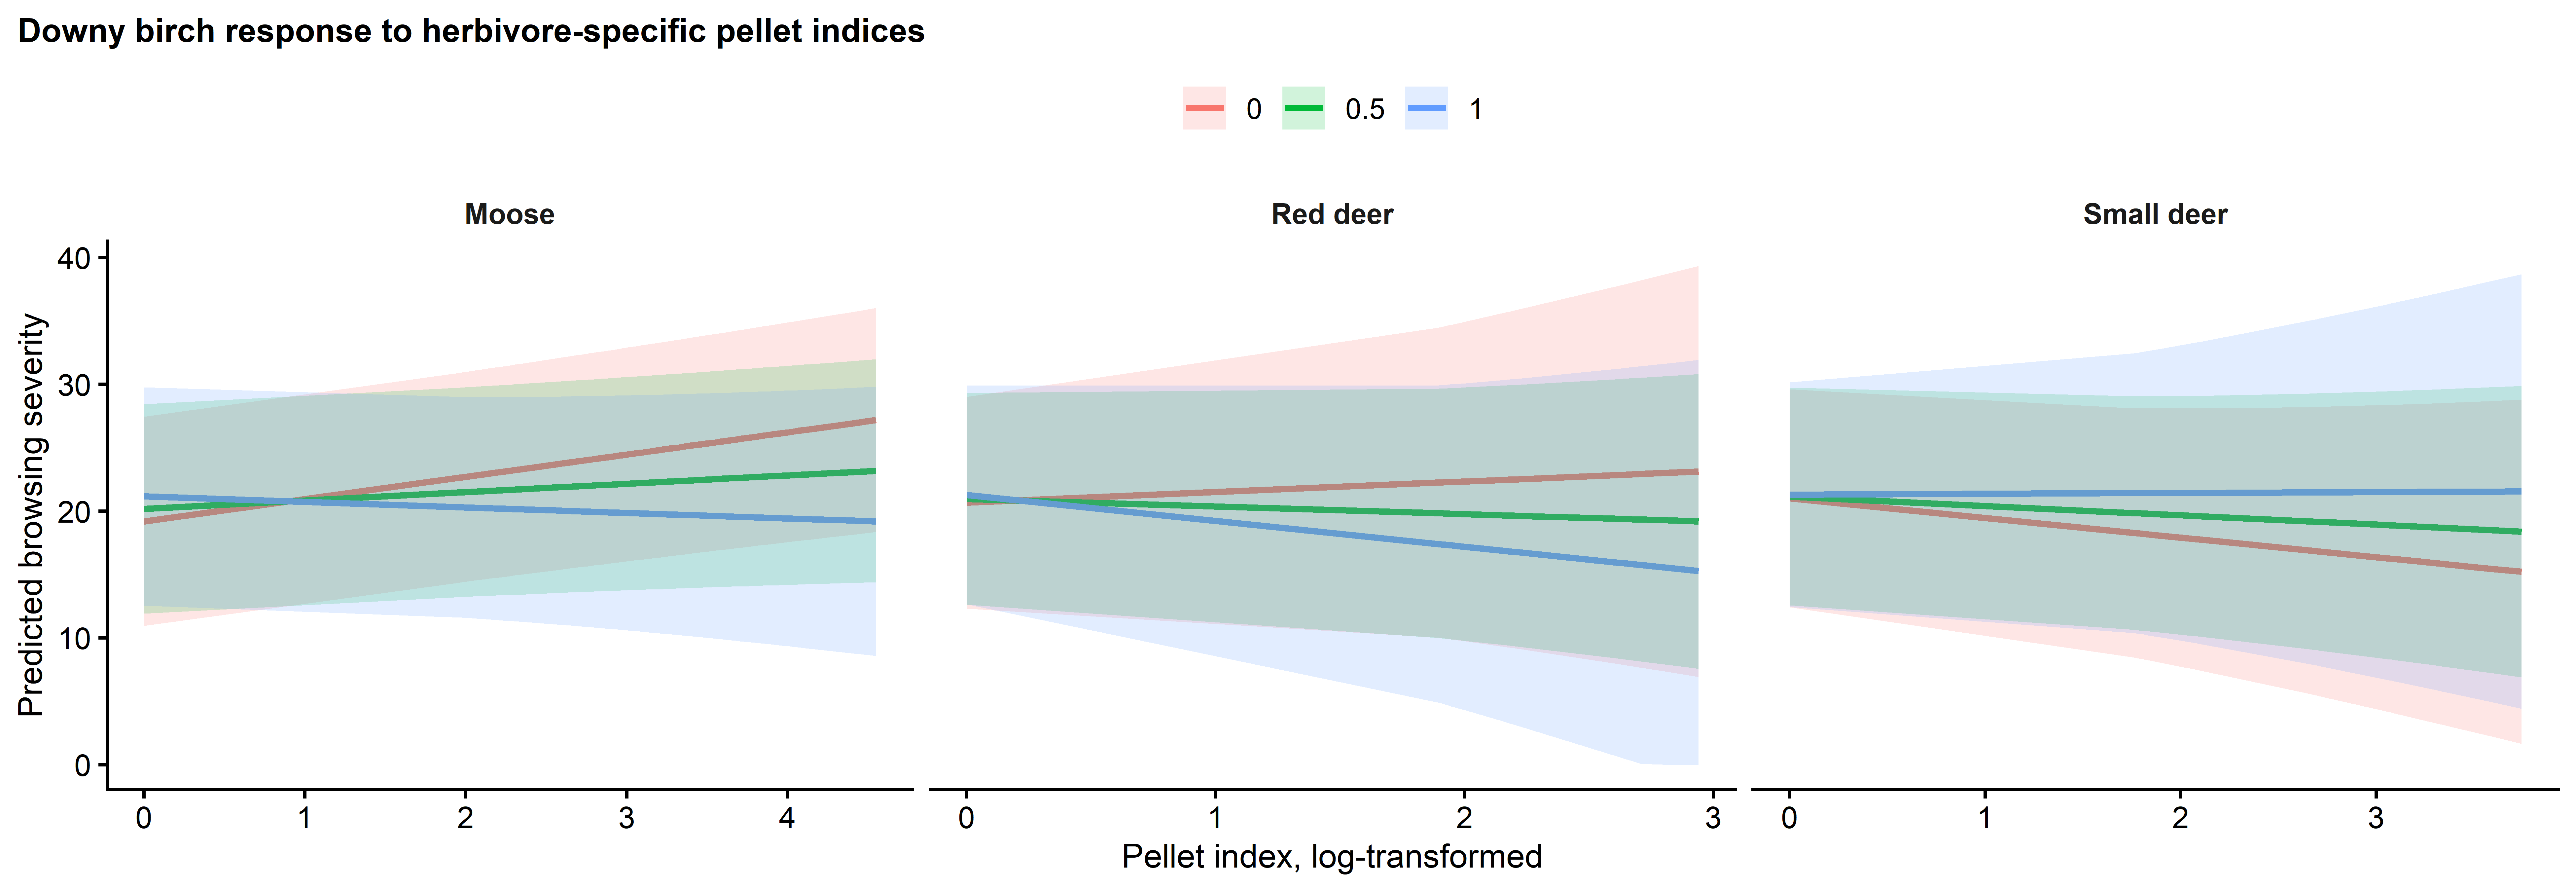 Downy birch response to herbivore-specific pellet indices
0 0.5 1
Moose Red deer Small deer
Predicted browsing severity
40
30
20
10
0
0 1 2 3 4 0 1 2 3 0 1 2 3
Pellet index, log-transformed